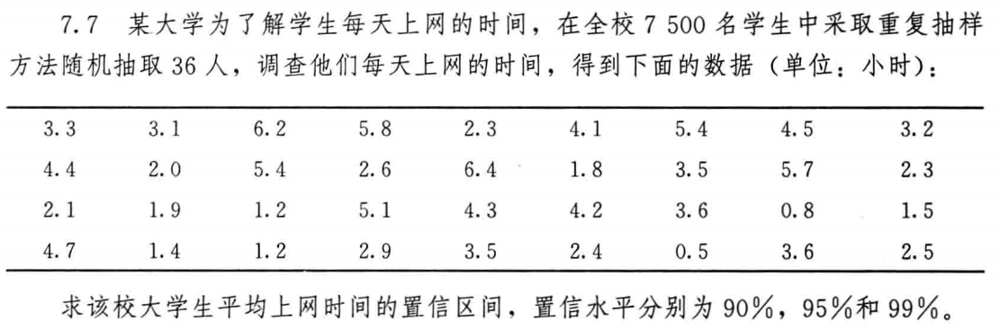 7.7 某大学为了解学生每天上网的时间，在全校 7 500 名学生中采取重复抽样
方法随机抽取 36 人，调查他们每天上网的时间，得到下面的数据（单位：小时）：
3.3 3.1 6.2 5.8 2.3 4.1 5.4 4.5 3.2
4.4 2.0 5.4 2.6 6.4 1.8 3.5 5.7 2.3
2.1 1.9 1.2 5.1 4.3 4.2 3.6 0.8 1.5
4.7 1.4 1.2 2.9 3.5 2.4 0.5 3.6 2.5
求该校大学生平均上网时间的置信区间，置信水平分别为 90%，95%和 99%。